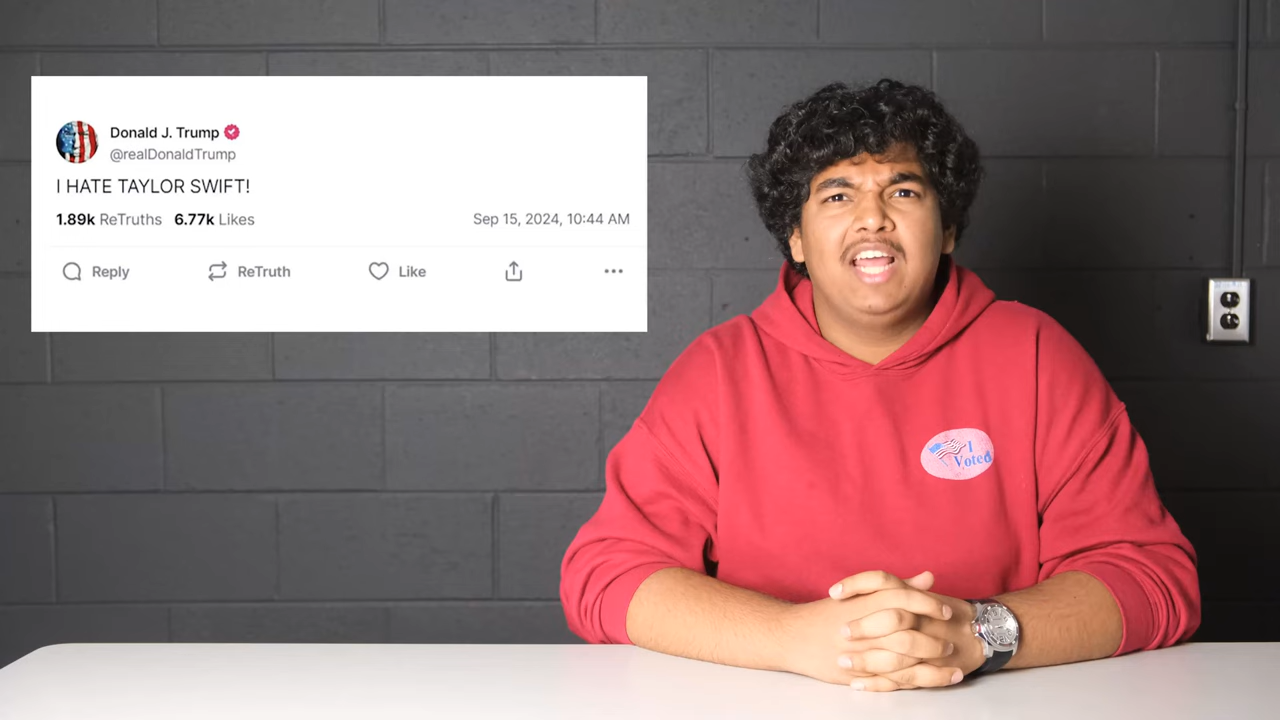 Donald J. Trump
@realDonaldTrump
I HATE TAYLOR SWIFT!
1.89k ReTruths 6.77k Likes
Sep 15, 2024, 10:44 AM
Reply
ReTruth
Like
I
Voted